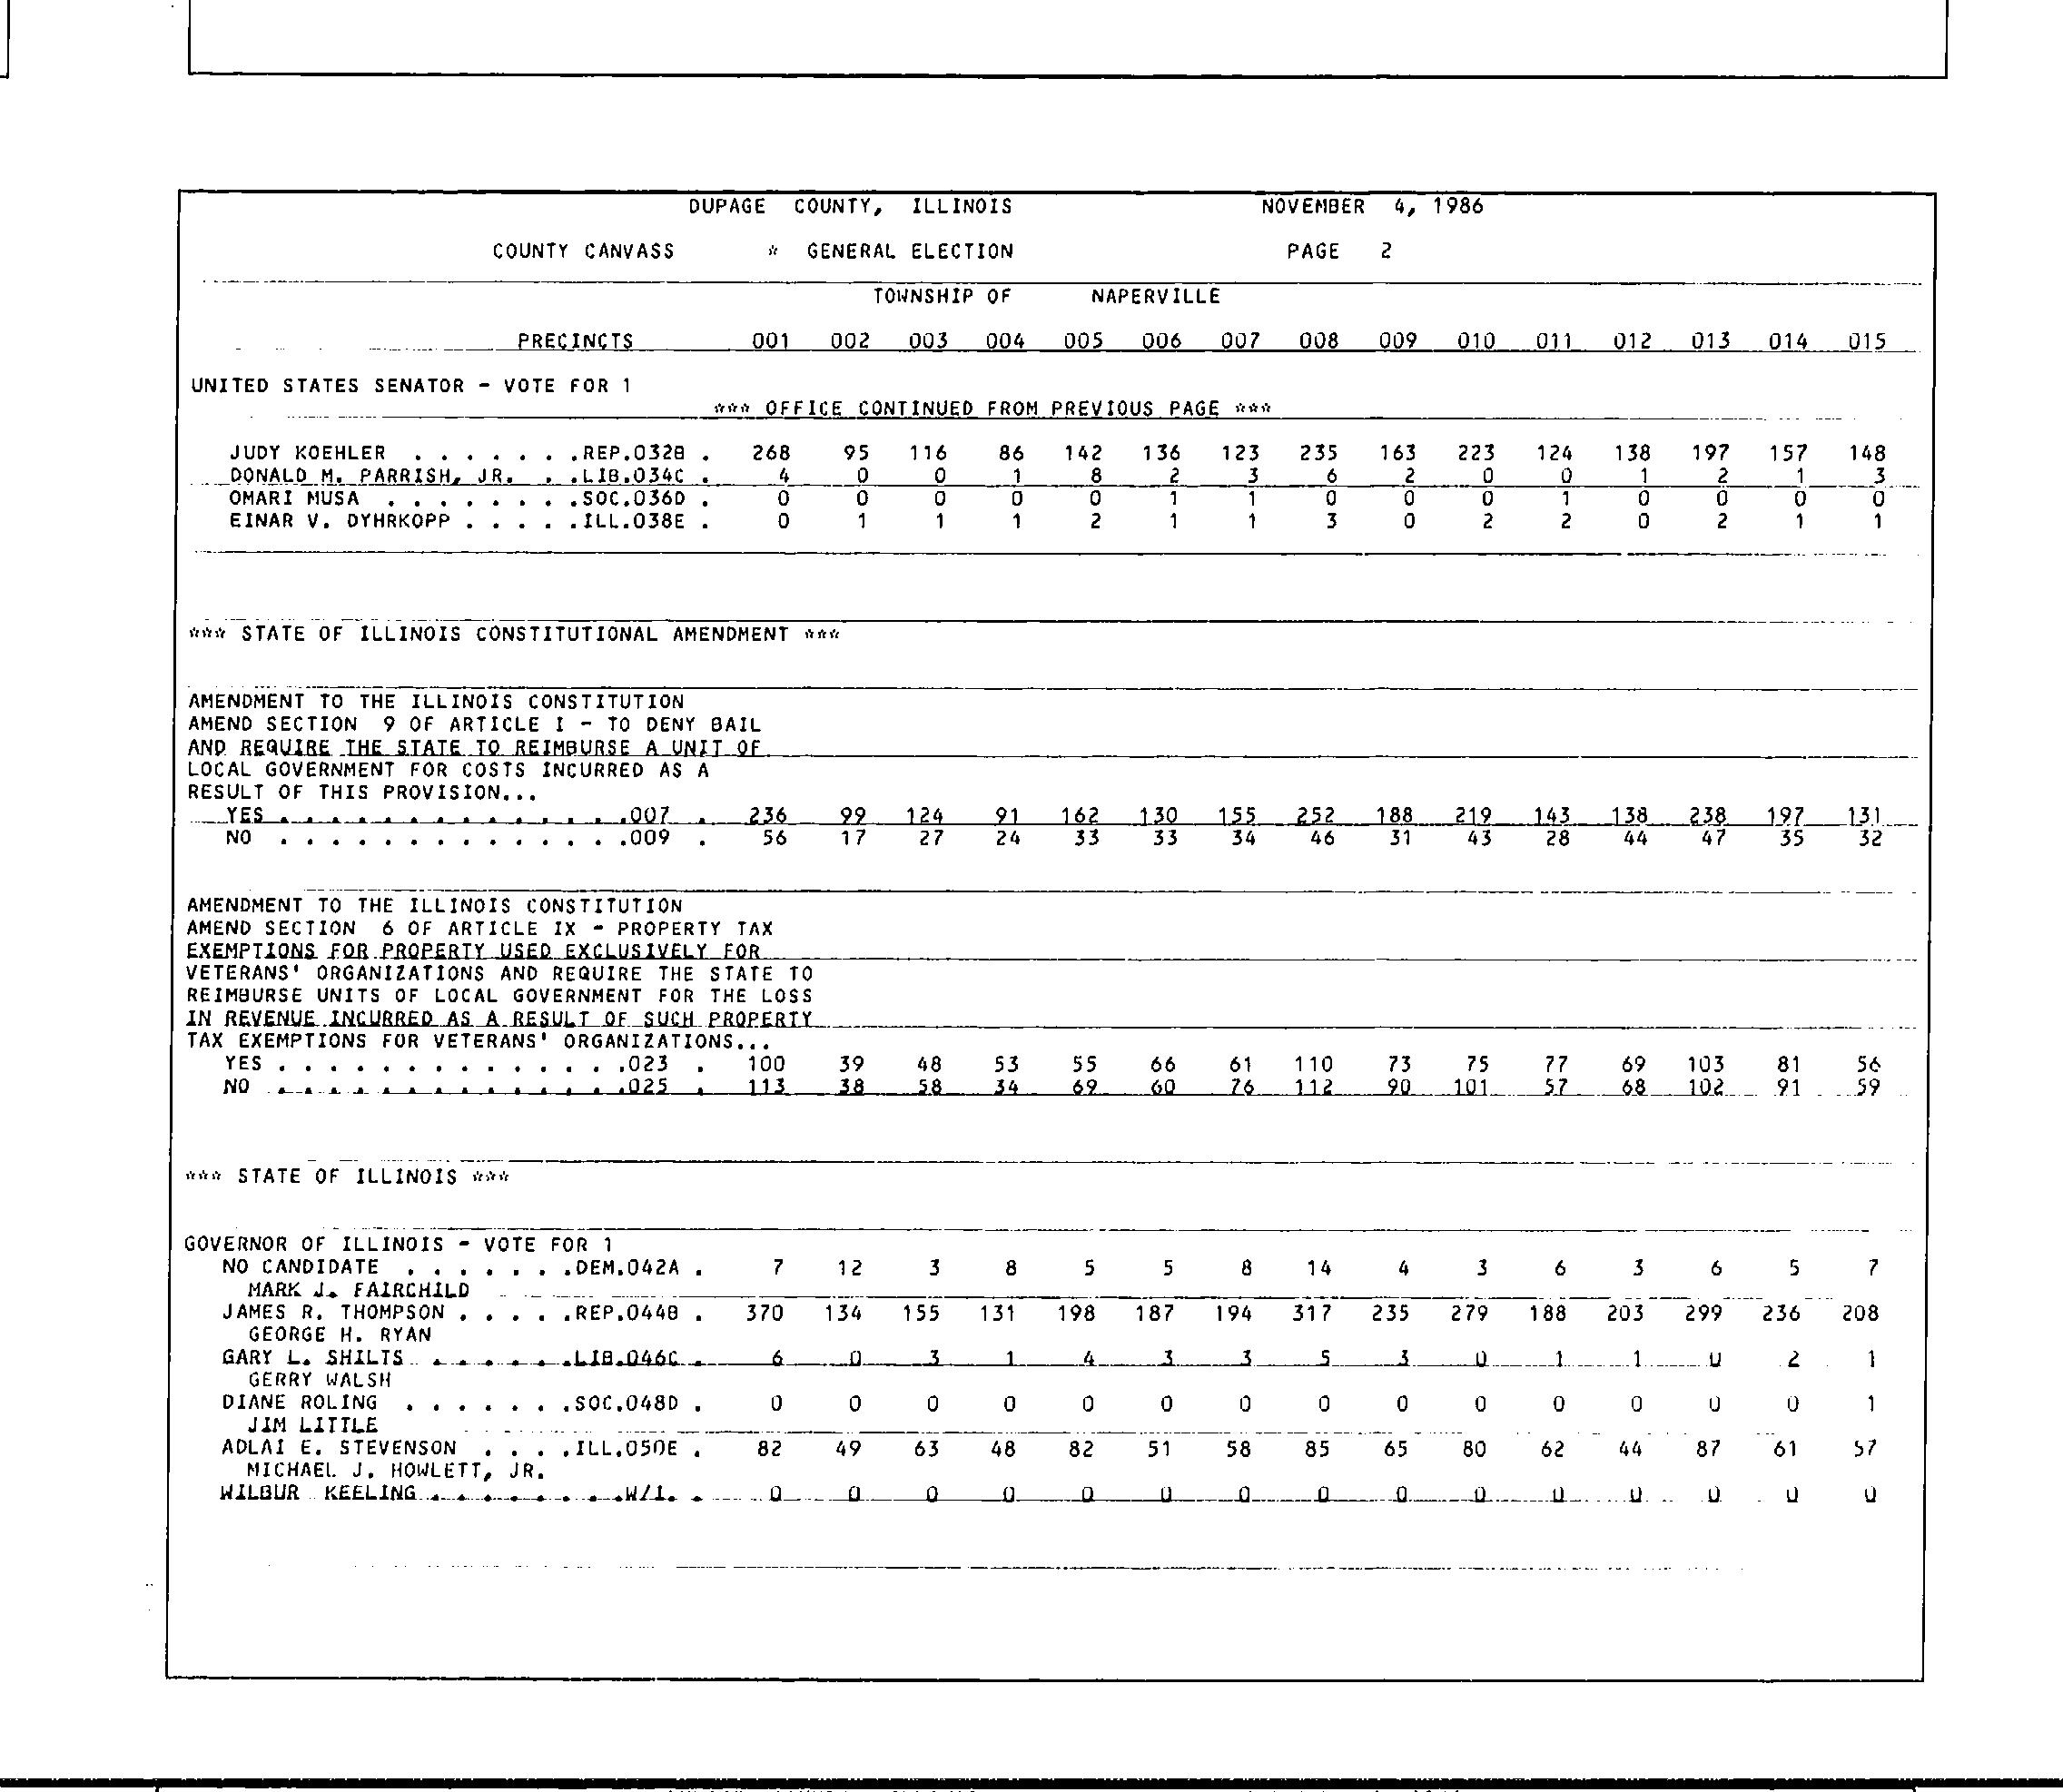 DUPAGE COUNTY, ILLINOIS NOVEMBER 4, 1986
COUNTY CANVASS * GENERAL ELECTION PAGE 2
TOWNSHIP OF NAPERVILLE
PRECINCTS 001 002 003 004 005 006 007 008 009 010 011 012 013 014 015
UNITED STATES SENATOR - VOTE FOR 1
*** OFFICE CONTINUED FROM PREVIOUS PAGE ***
JUDY KOEHLER . . . . . . .REP.032B . 268 95 116 86 142 136 123 235 163 223 124 138 197 157 148
DONALD M. PARRISH, JR. . .LIB.034C . 4 0 0 1 8 2 3 6 2 0 0 1 2 1 3
OMARI MUSA . . . . . . . .SOC.036D . 0 0 0 0 0 1 1 0 0 0 1 0 0 0 0
EINAR V. DYHRKOPP . . . . .ILL.038E . 0 1 1 1 2 1 1 3 0 2 2 0 2 1 1
*** STATE OF ILLINOIS CONSTITUTIONAL AMENDMENT ***
AMENDMENT TO THE ILLINOIS CONSTITUTION
AMEND SECTION 9 OF ARTICLE I - TO DENY BAIL
AND REQUIRE THE STATE TO REIMBURSE A UNIT OF
LOCAL GOVERNMENT FOR COSTS INCURRED AS A
RESULT OF THIS PROVISION...
YES . . . . . . . . . . . . . .007 . 236 99 124 91 162 130 155 252 188 219 143 138 238 197 131
NO . . . . . . . . . . . . . .009 . 56 17 27 24 33 33 34 46 31 43 28 44 47 35 32
AMENDMENT TO THE ILLINOIS CONSTITUTION
AMEND SECTION 6 OF ARTICLE IX - PROPERTY TAX
EXEMPTIONS FOR PROPERTY USED EXCLUSIVELY FOR
VETERANS' ORGANIZATIONS AND REQUIRE THE STATE TO
REIMBURSE UNITS OF LOCAL GOVERNMENT FOR THE LOSS
IN REVENUE INCURRED AS A RESULT OF SUCH PROPERTY
TAX EXEMPTIONS FOR VETERANS' ORGANIZATIONS...
YES . . . . . . . . . . . . . .023 . 100 39 48 53 55 66 61 110 73 75 77 69 103 81 56
NO . . . . . . . . . . . . . .025 . 113 38 58 34 69 60 76 112 90 101 57 68 102 91 59
*** STATE OF ILLINOIS ***
GOVERNOR OF ILLINOIS - VOTE FOR 1
NO CANDIDATE . . . . . . .DEM.042A . 7 12 3 8 5 5 8 14 4 3 6 3 6 5 7
MARK J. FAIRCHILD
JAMES R. THOMPSON . . . . .REP.044B . 370 134 155 131 198 187 194 317 235 279 188 203 299 236 208
GEORGE H. RYAN
GARY L. SHILTS . . . . . .LIB.046C . 6 0 3 1 4 3 3 5 3 0 1 1 0 2 1
GERRY WALSH
DIANE ROLING . . . . . . .SOC.048D . 0 0 0 0 0 0 0 0 0 0 0 0 0 0 1
JIM LITTLE
ADLAI E. STEVENSON . . . .ILL.050E . 82 49 63 48 82 51 58 85 65 80 62 44 87 61 57
MICHAEL J. HOWLETT, JR.
WILBUR KEELING . . . . . . . .W/I. . 0 0 0 0 0 0 0 0 0 0 0 0 0 0 0